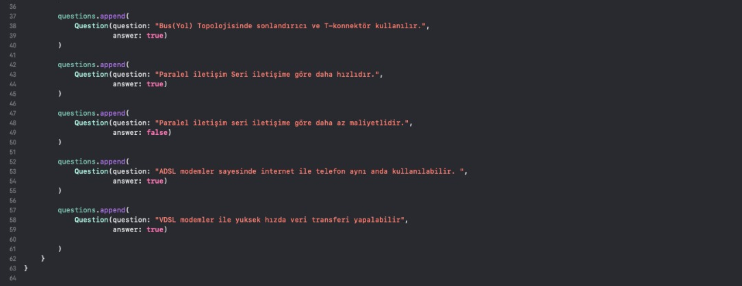 36
37 questions.append(
38 Question(question: "Bus(Yol) Topolojisinde sonlandırıcı ve T-konnektör kullanılır.",
39 answer: true)
40 )
41
42 questions.append(
43 Question(question: "Paralel iletişim Seri iletişime göre daha hızlıdır.",
44 answer: true)
45 )
46
47 questions.append(
48 Question(question: "Paralel iletişim seri iletişime göre daha az maliyetlidir.",
49 answer: false)
50 )
51
52 questions.append(
53 Question(question: "ADSL modemler sayesinde internet ile telefon aynı anda kullanılabilir. ",
54 answer: true)
55 )
56
57 questions.append(
58 Question(question: "VDSL modemler ile yuksek hızda veri transferi yapalabilir",
59 answer: true)
60
61 )
62 }
63 }
64